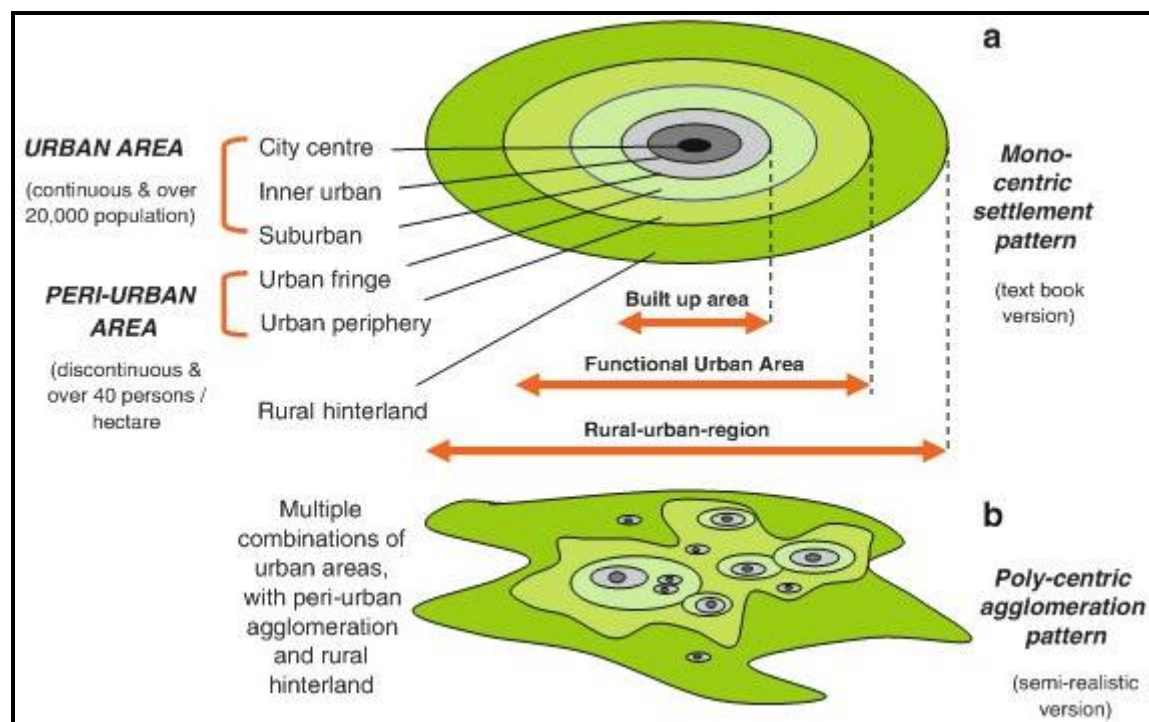 a
URBAN AREA
(continuous & over
20,000 population)
City centre
Inner urban
Suburban
PERI-URBAN
AREA
(discontinuous &
over 40 persons /
hectare
Urban fringe
Urban periphery
Rural hinterland
Built up area
Functional Urban Area
Rural-urban-region
Mono-
centric
settlement
pattern
(text book
version)
b
Multiple
combinations of
urban areas,
with peri-urban
agglomeration
and rural
hinterland
Poly-centric
agglomeration
pattern
(semi-realistic
version)